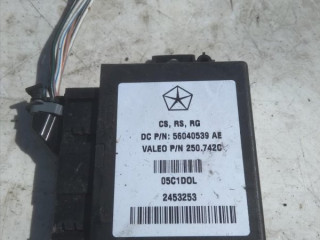 CS, RS, RG
DC P/N: 56040539 AE
VALEO P/N 250.742C
05C1DOL
2453253